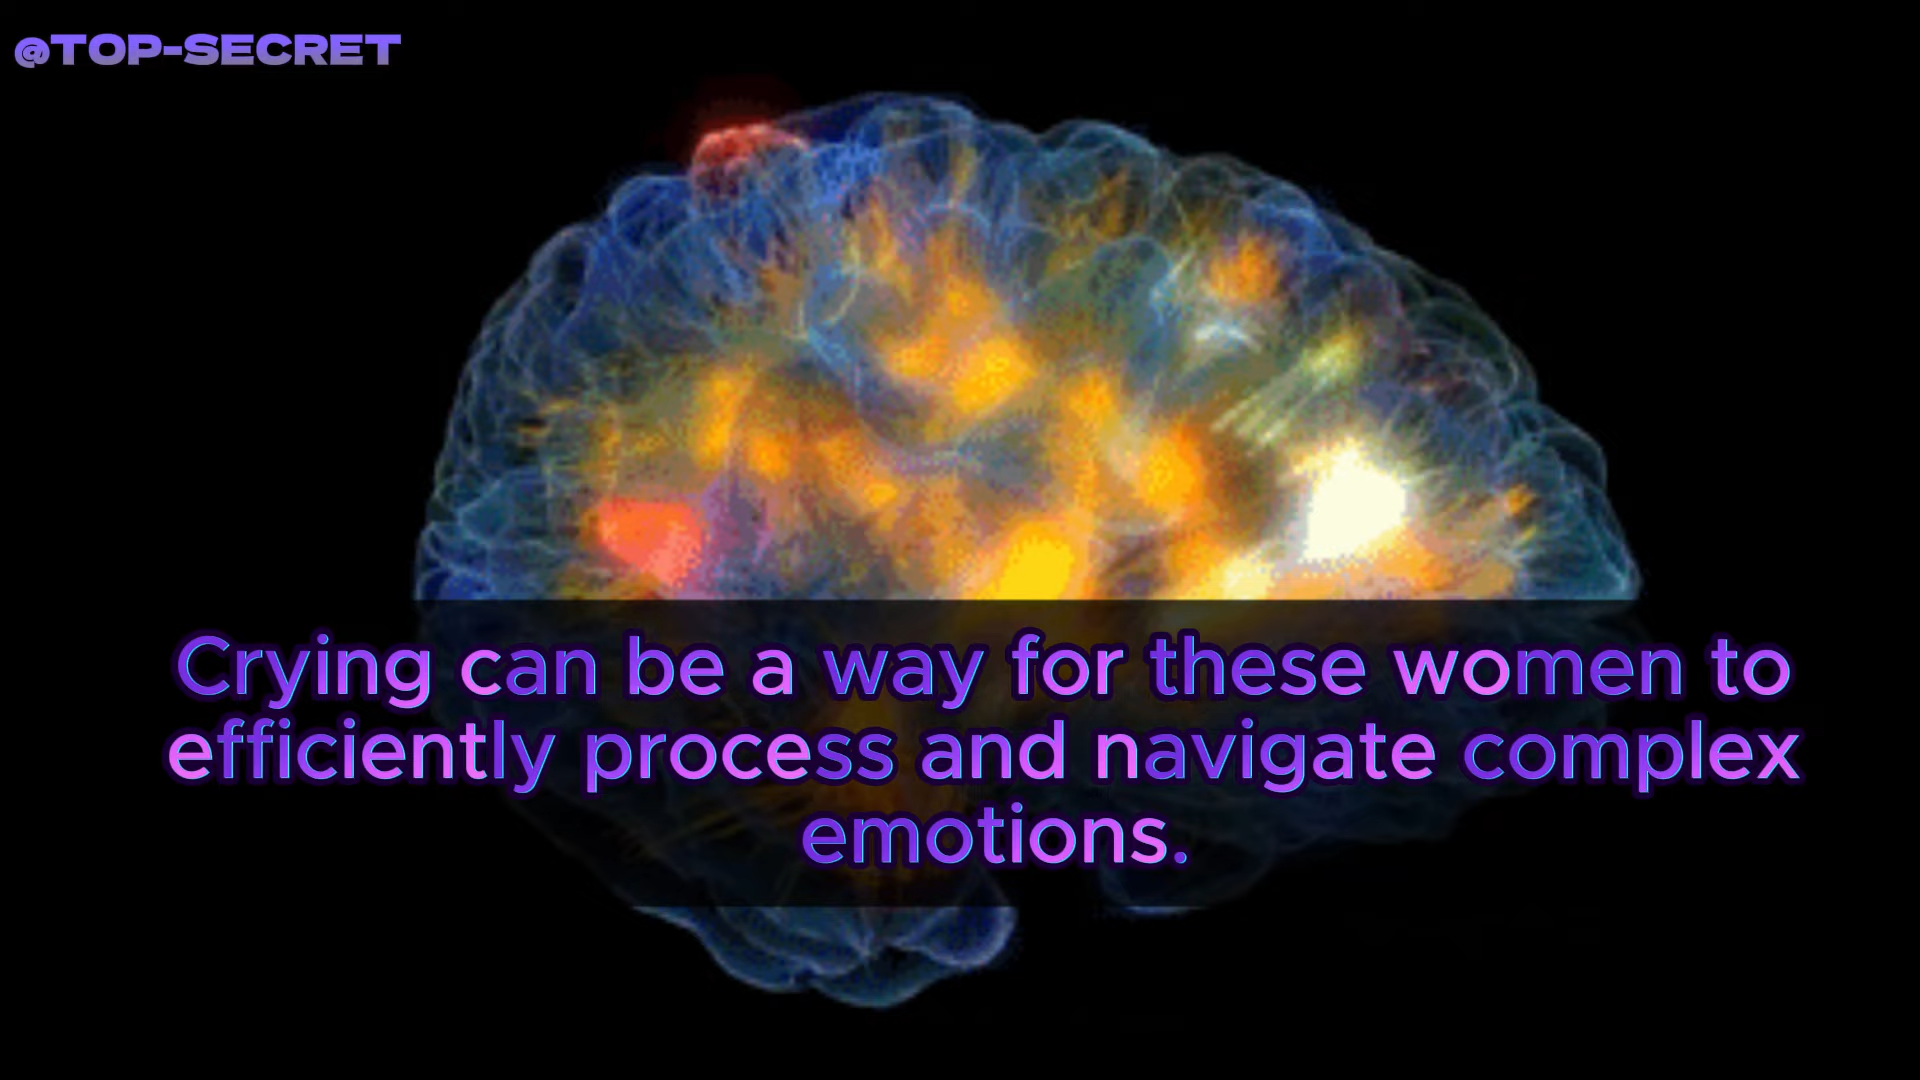 @TOP-SECRET
Crying can be a way for these women to
efficiently process and navigate complex
emotions.